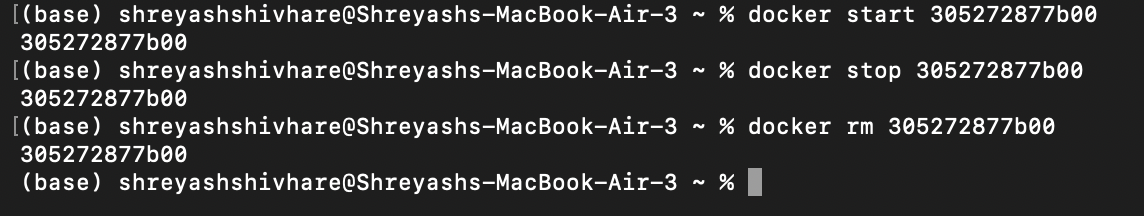 [(base) shreyashshivhare@Shreyashs-MacBook-Air-3 ~ % docker start 305272877b00
305272877b00
[(base) shreyashshivhare@Shreyashs-MacBook-Air-3 ~ % docker stop 305272877b00
305272877b00
[(base) shreyashshivhare@Shreyashs-MacBook-Air-3 ~ % docker rm 305272877b00
305272877b00
(base) shreyashshivhare@Shreyashs-MacBook-Air-3 ~ %